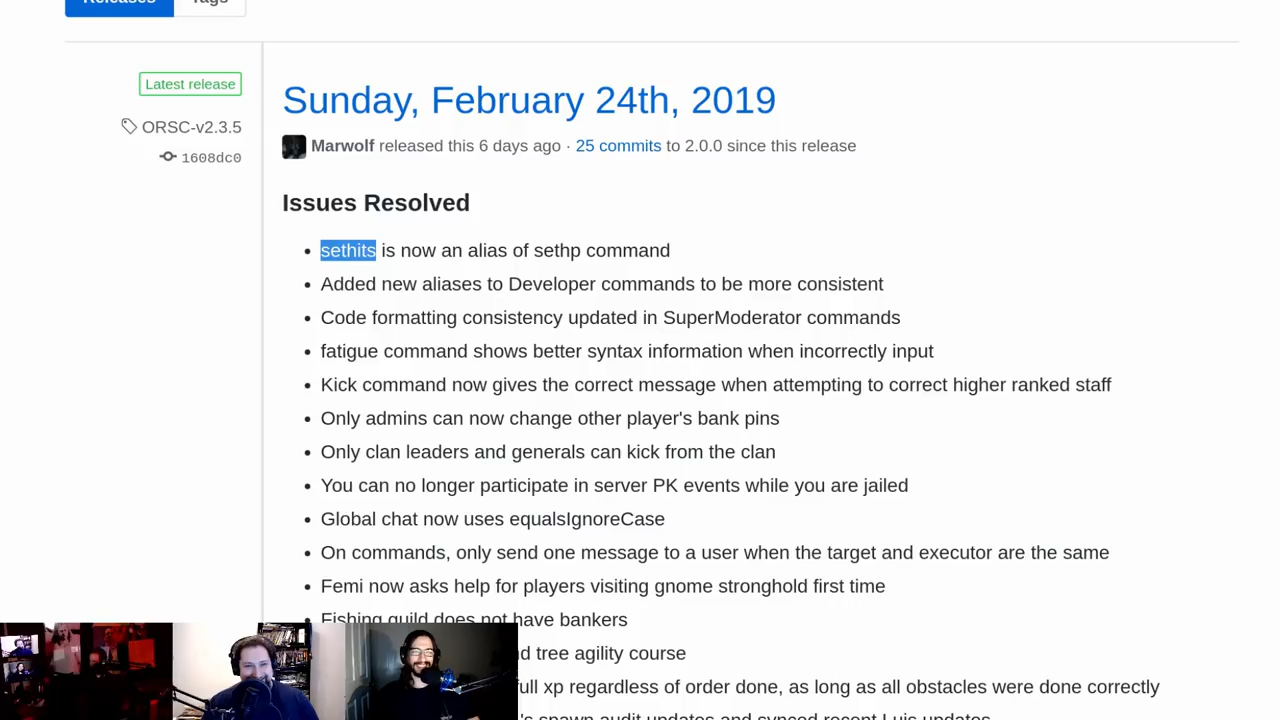 Releases Tags
Latest release
ORSC-v2.3.5
1608dc0
Sunday, February 24th, 2019
Marwolf released this 6 days ago · 25 commits to 2.0.0 since this release
Issues Resolved
• sethits is now an alias of sethp command
• Added new aliases to Developer commands to be more consistent
• Code formatting consistency updated in SuperModerator commands
• fatigue command shows better syntax information when incorrectly input
• Kick command now gives the correct message when attempting to correct higher ranked staff
• Only admins can now change other player's bank pins
• Only clan leaders and generals can kick from the clan
• You can no longer participate in server PK events while you are jailed
• Global chat now uses equalsIgnoreCase
• On commands, only send one message to a user when the target and executor are the same
• Femi now asks help for players visiting gnome stronghold first time
• Fishing guild does not have bankers
tree agility course
full xp regardless of order done, as long as all obstacles were done correctly
's spawn audit updates and synced recent Luis updates